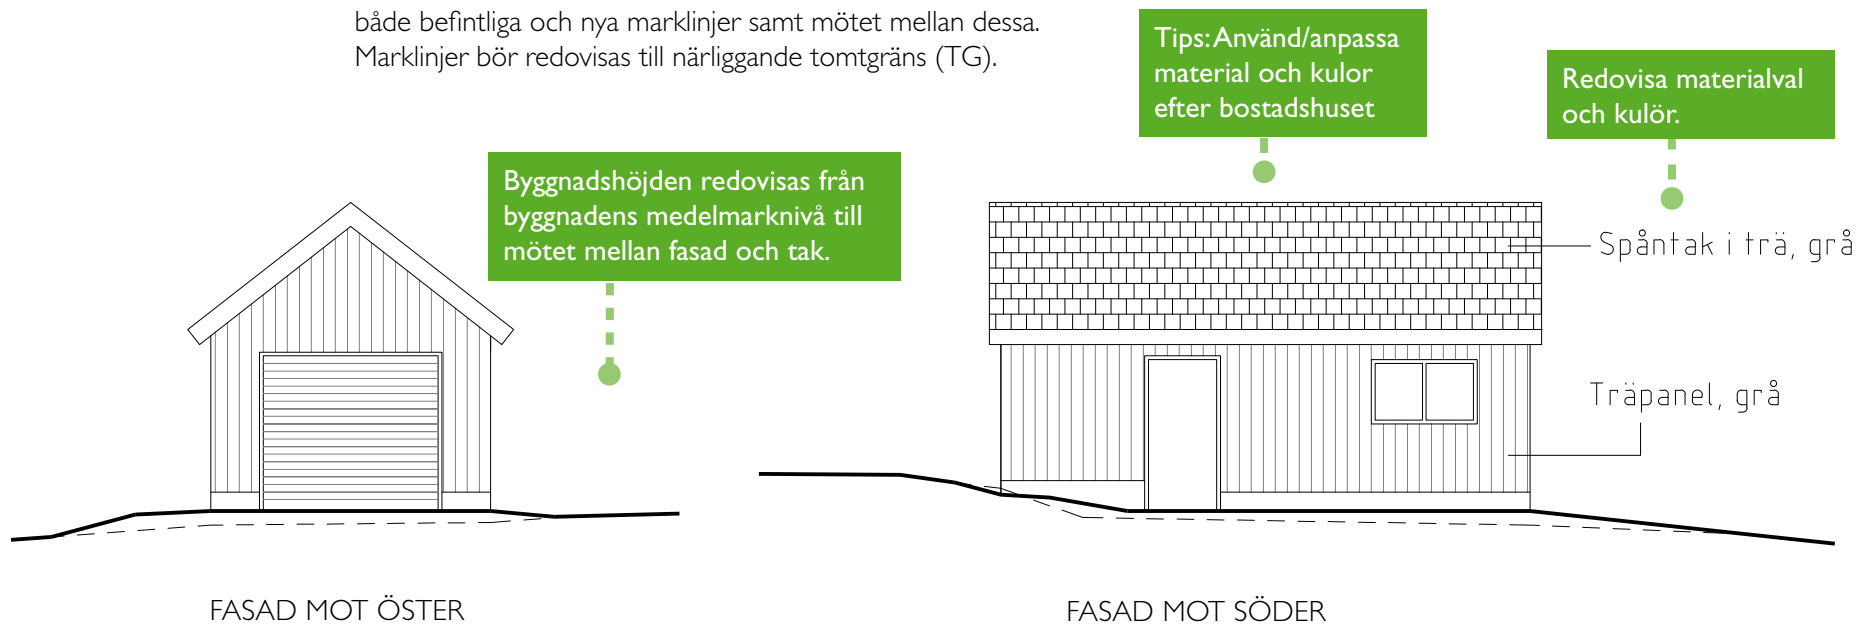 både befintliga och nya marklinjer samt mötet mellan dessa.
Marklinjer bör redovisas till närliggande tomtgräns (TG).
Tips: Använd/anpassa
material och kulor
efter bostadshuset
Redovisa materialval
och kulör.
Byggnadshöjden redovisas från
byggnadens medelmarknivå till
mötet mellan fasad och tak.
Spåntak i trä, grå
Träpanel, grå
FASAD MOT ÖSTER
FASAD MOT SÖDER